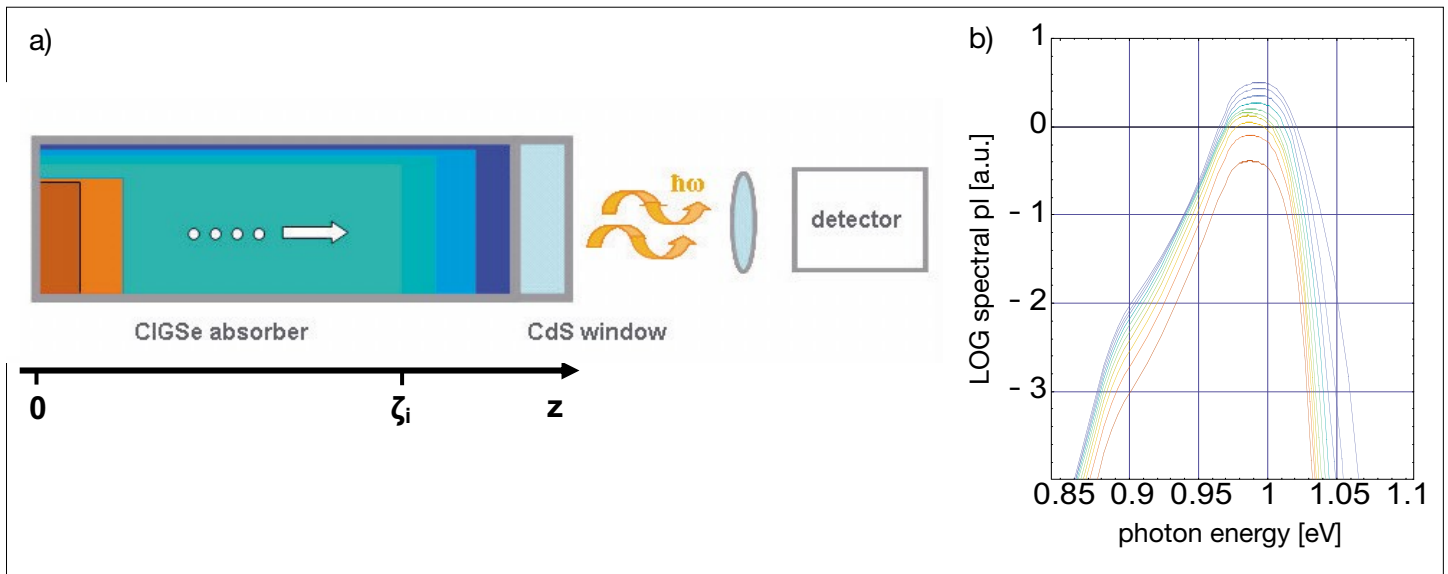 a)
ħω
detector
CIGSe absorber
CdS window
0
ζi
z
b)
LOG spectral pl [a.u.]
1
0
- 1
- 2
- 3
0.85 0.9 0.95 1 1.05 1.1
photon energy [eV]